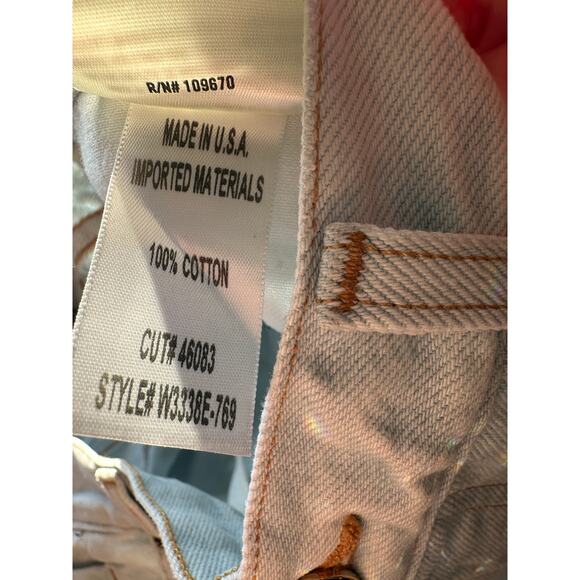 R/N# 109670
MADE IN U.S.A.
IMPORTED MATERIALS
100% COTTON
CUT# 46083
STYLE# W3338E-769